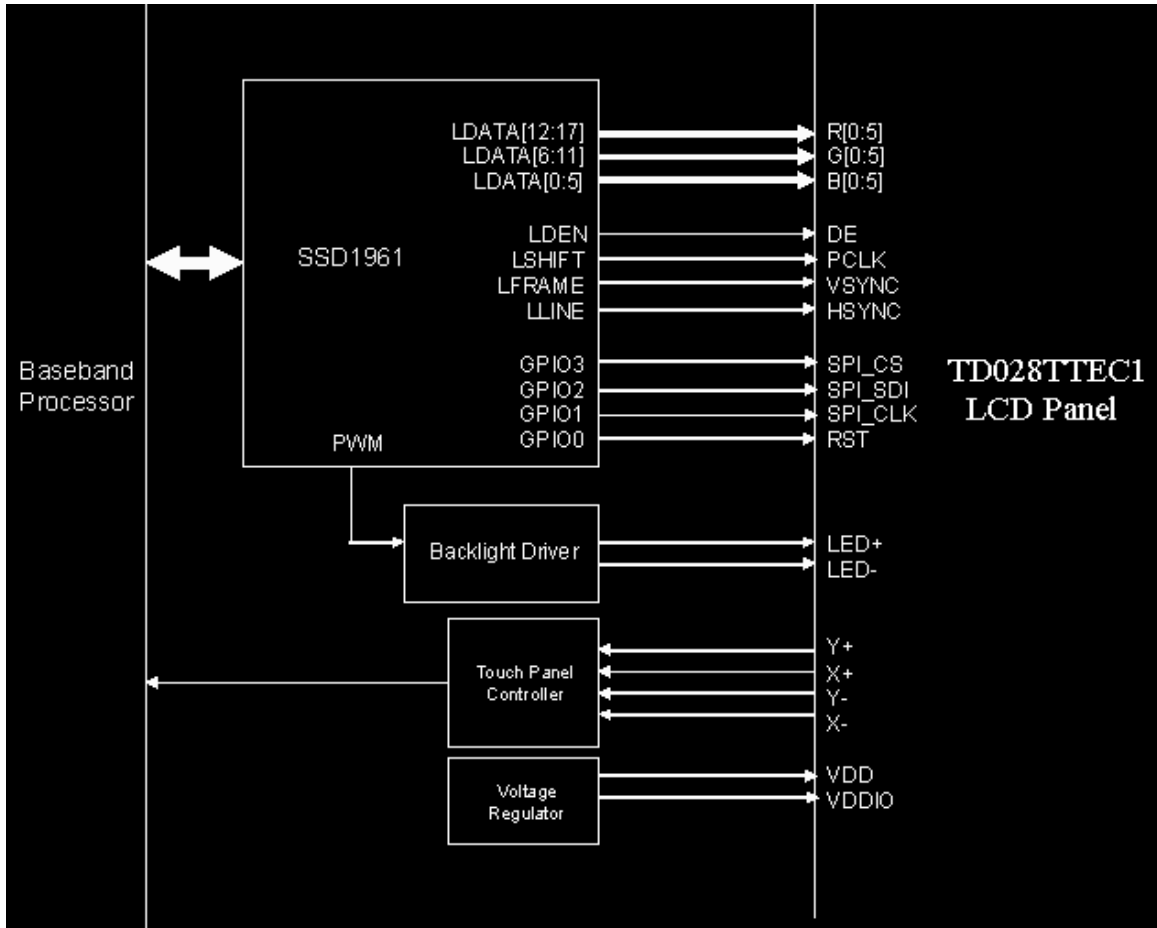 LDATA[12:17] R[0:5]
LDATA[6:11] G[0:5]
LDATA[0:5] B[0:5]
LDEN DE
SSD1961
LSHIFT PCLK
LFRAME VSYNC
LLINE HSYNC
Baseband
Processor
GPIO3 SPI_CS
GPIO2 SPI_SDI
GPIO1 SPI_CLK
GPIO0 RST
TD028TTEC1
LCD Panel
PWM
Backlight Driver
LED+
LED-
Touch Panel
Controller
Y+
X+
Y-
X-
Voltage
Regulator
VDD
VDDIO